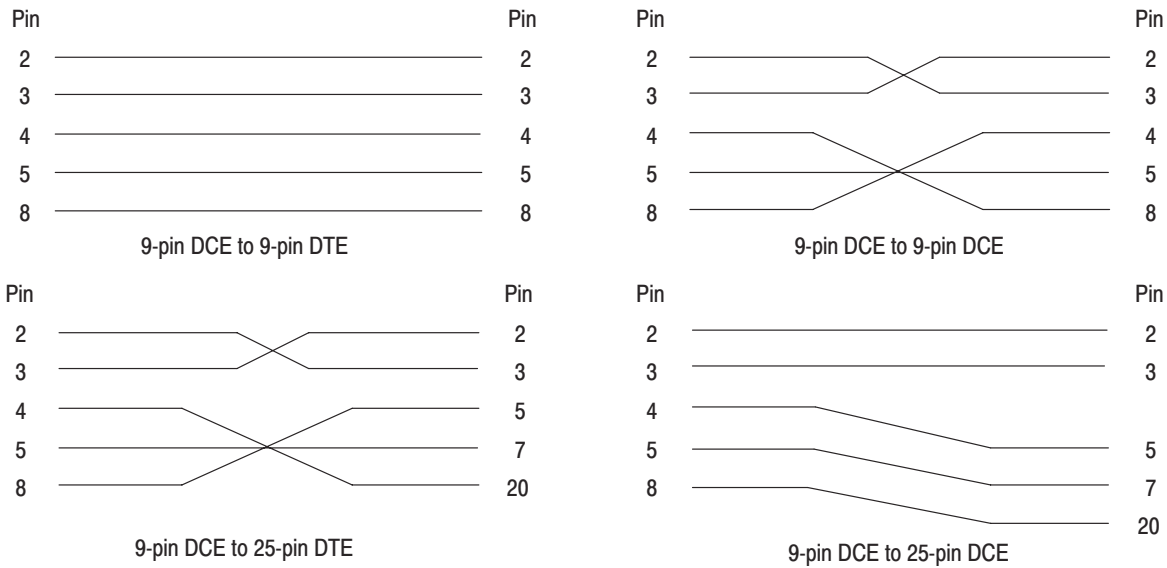 Pin Pin
2 2
3 3
4 4
5 5
8 8
9-pin DCE to 9-pin DTE
Pin Pin
2 2
3 3
4 4
5 5
8 8
9-pin DCE to 9-pin DCE
Pin Pin
2 2
3 3
4 5
5 7
8 20
9-pin DCE to 25-pin DTE
Pin Pin
2 2
3 3
4
5 5
8 7
20
9-pin DCE to 25-pin DCE